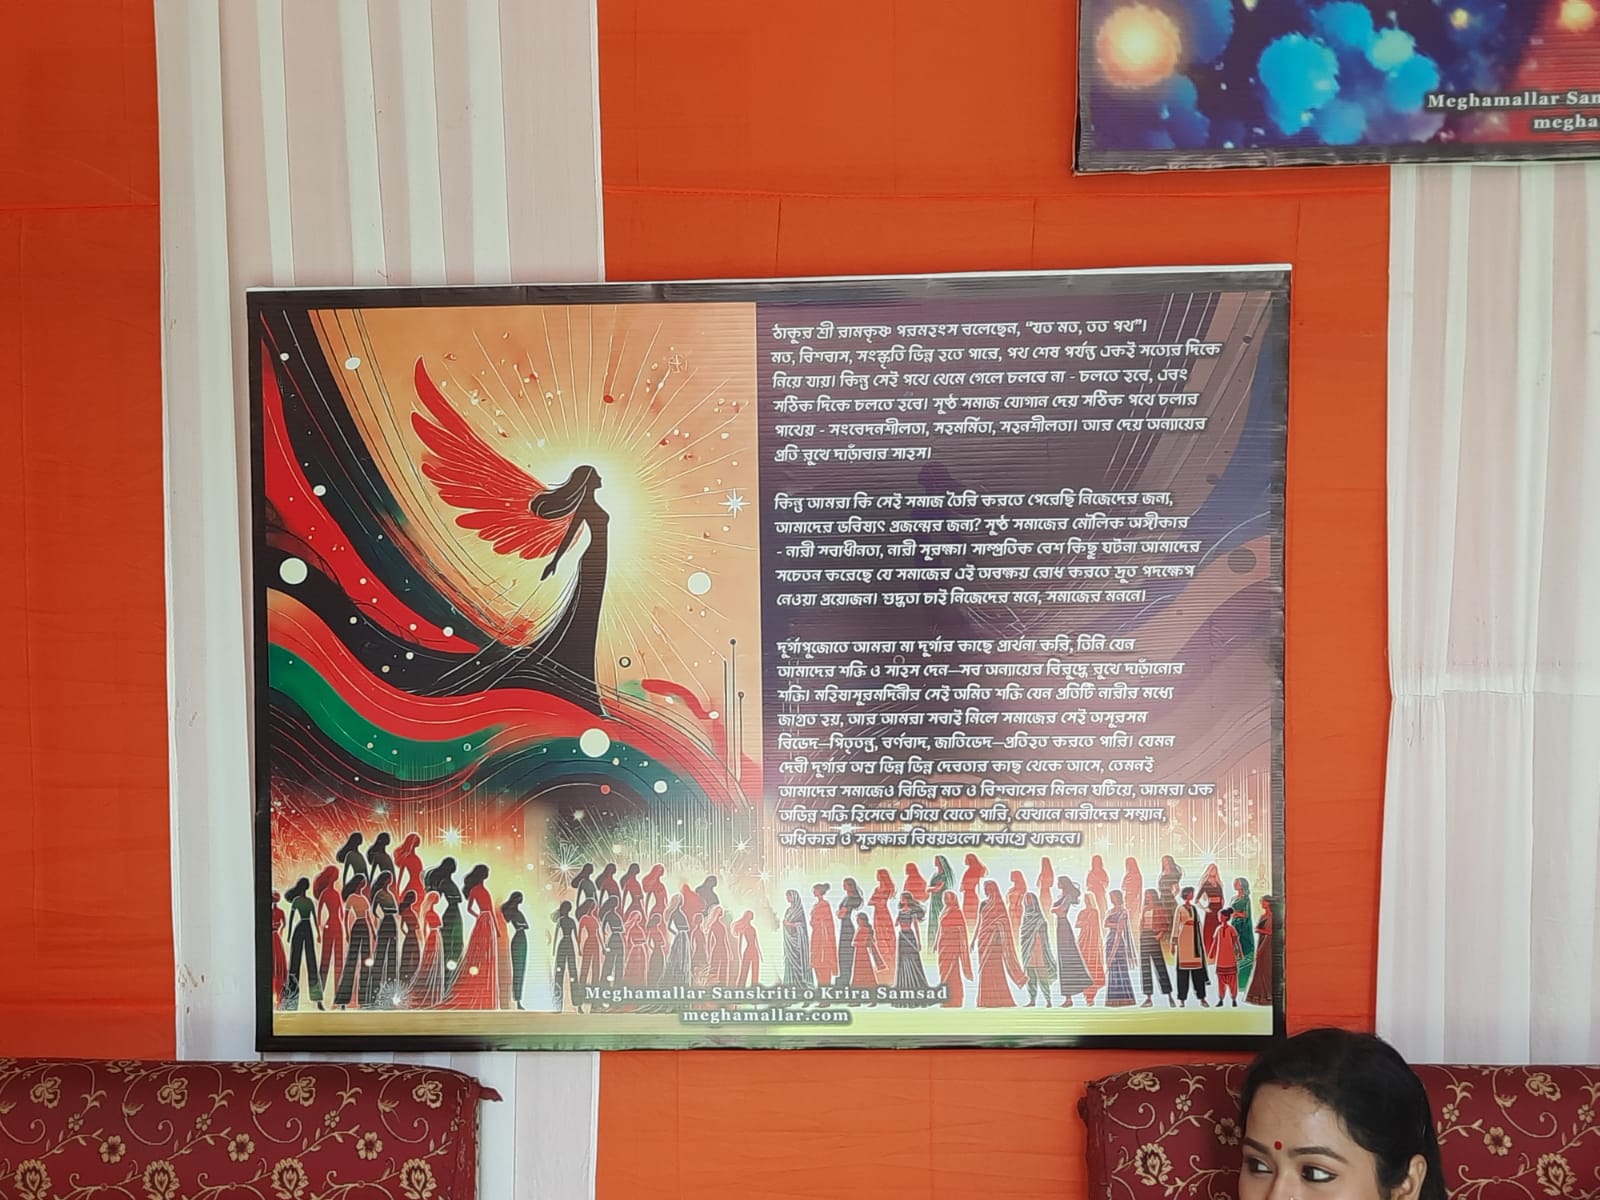 Meghamallar San
megha
ঠাকুর শ্রী রামকৃষ্ণ পরমহংস বলেছেন, “যত মত, তত পথ”।
মত, বিশবাস, সংস্কৃতি ভিন্ন হতে পারে, পথ শেষ পর্যন্ত একই সত্যের দিকে
নিয়ে যায়। কিন্তু সেই পথে থেমে গেলে চলবে না - চলতে হবে, এবং
সঠিক দিকে চলতে হবে। সুষ্ঠ সমাজ যোগান দেয় সঠিক পথে চলার
পাথেয় - সংবেদনশীলতা, সহমর্মিতা, সহনশীলতা। আর দেয় অন্যায়ের
প্রতি রুখে দাড়াঁবার সাহস।
কিন্তু আমরা কি সেই সমাজ তৈরি করতে পেরেছি নিজেদের জন্য,
আমাদের ভবিষ্যৎ প্রজন্মের জন্য? সুষ্ঠ সমাজের মৌলিক অঙ্গীকার
- নারী সবাধীনতা, নারী সুরক্ষা। সাম্প্রতিক বেশ কিছু ঘটনা আমাদের
সচেতন করেছে যে সমাজের এই অবক্ষয় রোধ করতে দ্রুত পদক্ষেপ
নেওয়া প্রয়োজন। শুদ্ধতা চাই নিজেদের মনে, সমাজের মননে।
দুর্গাপুজোতে আমরা মা দুর্গার কাছে প্রার্থনা করি, তিনি যেন
আমাদের শক্তি ও সাহস দেন—সব অন্যায়ের বিরুদ্ধে রুখে দাড়াঁনোর
শক্তি। মহিষাসুরমর্দিনীর সেই অমিত শক্তি যেন প্রতিটি নারীর মধ্যে
জাগ্রত হয়, আর আমরা সবাই মিলে সমাজের সেই অসুরসম
বিভেদ—পিতৃতন্ত্র, বর্ণবাদ, জাতিভেদ—প্রতিহত করতে পারি। যেমন
দেবী দুর্গার অস্ত্র ভিন্ন ভিন্ন দেবতার কাছ থেকে আসে, তেমনই
আমাদের সমাজেও বিভিন্ন মত ও বিশবাসের মিলন ঘটিয়ে, আমরা এক
অভিন্ন শক্তি হিসেবে এগিয়ে যেতে পারি, যেখানে নারীদের সম্মান,
অধিকার ও সুরক্ষার বিষয়গুলো সর্বাগ্রে থাকবে।
Meghamallar Sanskriti o Krira Samsad
meghamallar.com